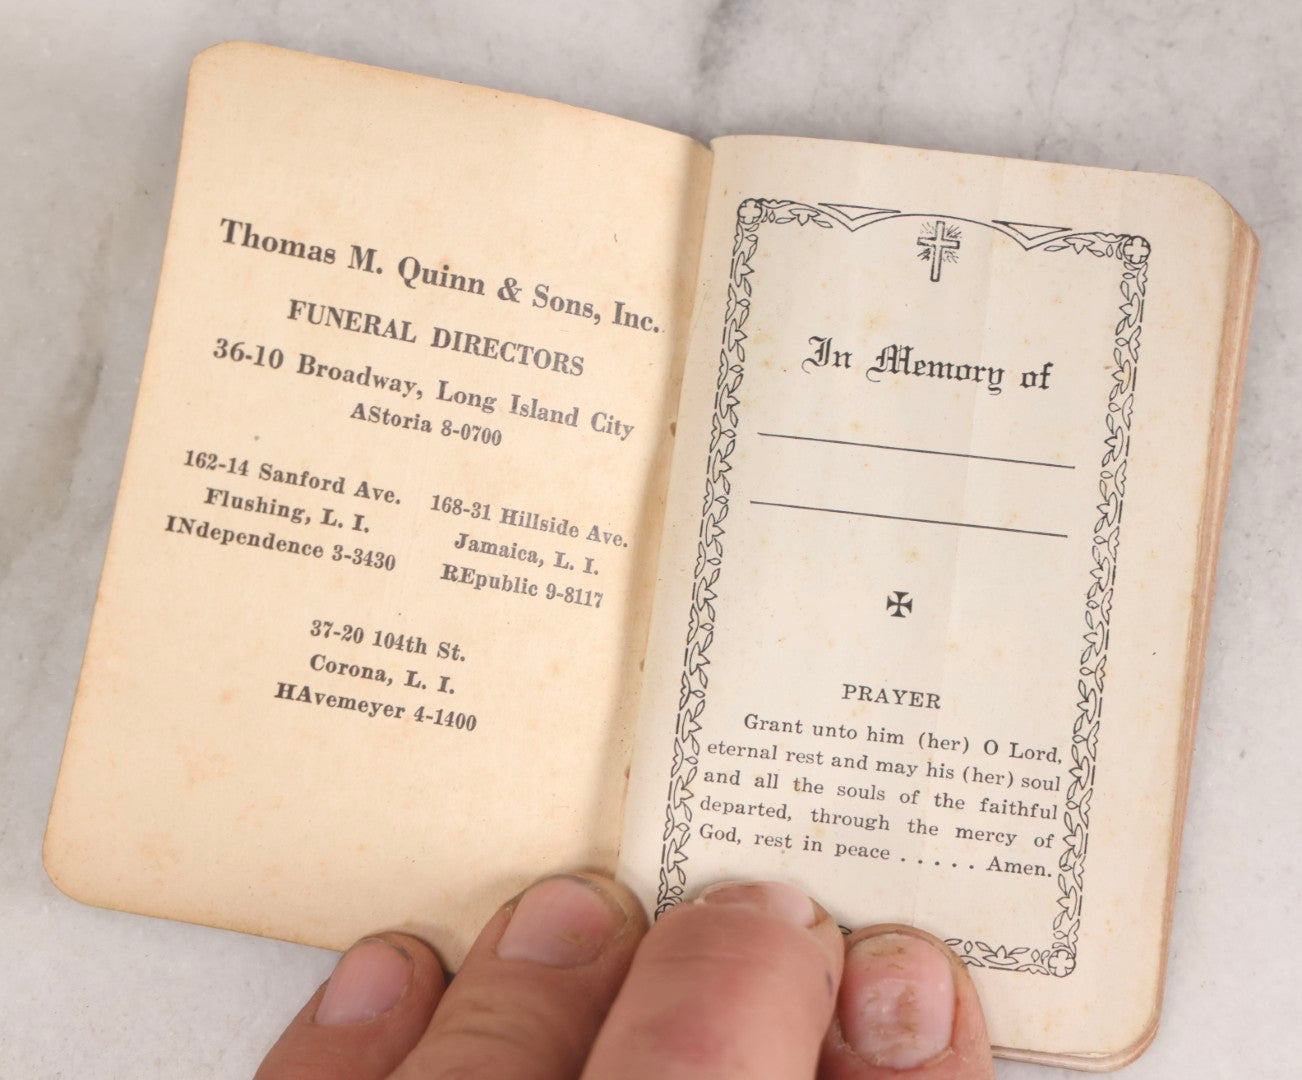 Thomas M. Quinn & Sons, Inc.
FUNERAL DIRECTORS
36-10 Broadway, Long Island City
AStoria 8-0700
162-14 Sanford Ave.
Flushing, L. I.
INdependence 3-3430
168-31 Hillside Ave.
Jamaica, L. I.
REpublic 9-8117
37-20 104th St.
Corona, L. I.
HAvemeyer 4-1400
In Memory of
PRAYER
Grant unto him (her) O Lord,
eternal rest and may his (her) soul
and all the souls of the faithful
departed, through the mercy of
God, rest in peace . . . . . Amen.